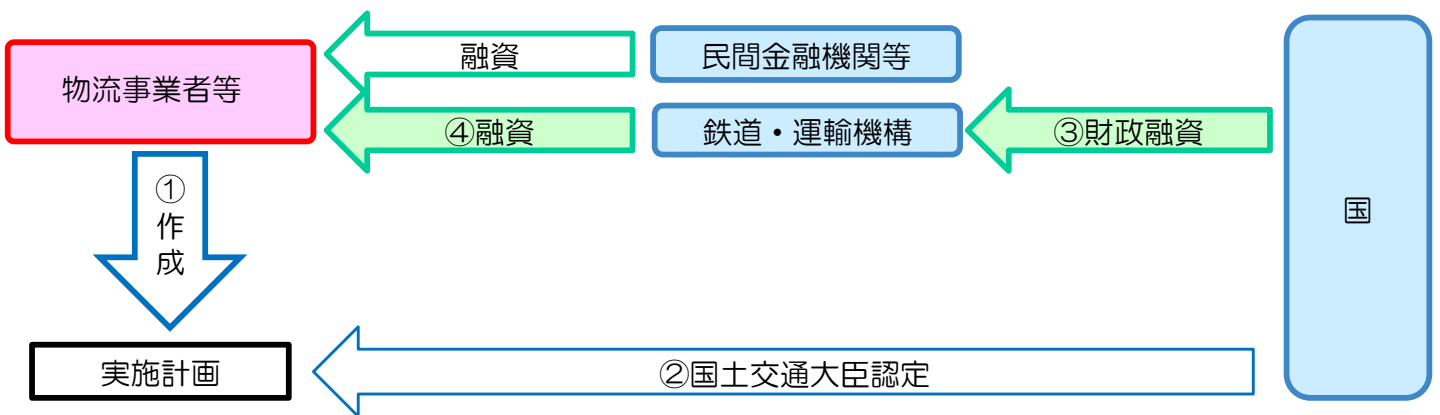 融資
民間金融機関等
物流事業者等
④融資
鉄道・運輸機構
③財政融資
①
作
成
国
実施計画
②国土交通大臣認定